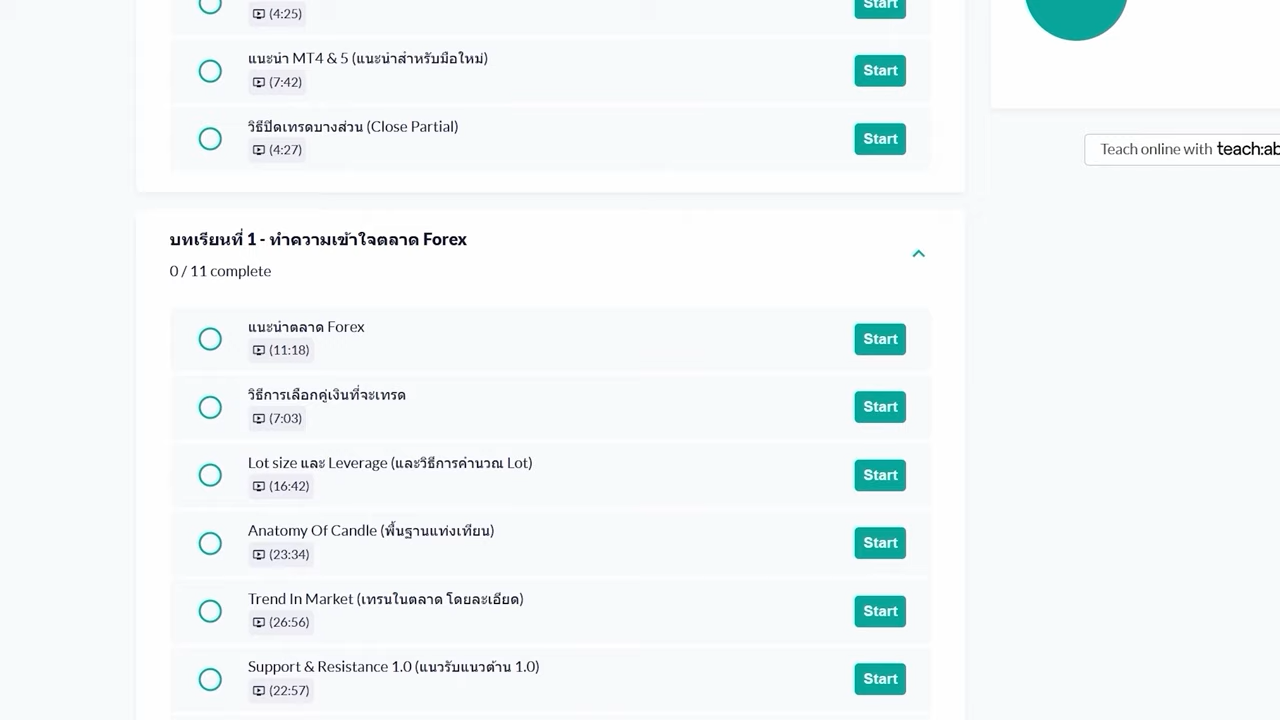 (4:25)
Start
แนะนำ MT4 & 5 (แนะนำสำหรับมือใหม่)
(7:42)
Start
วิธีปิดเทรดบางส่วน (Close Partial)
(4:27)
Start
Teach online with teach:ab
บทเรียนที่ 1 - ทำความเข้าใจตลาด Forex
0 / 11 complete
แนะนำตลาด Forex
(11:18)
Start
วิธีการเลือกคู่เงินที่จะเทรด
(7:03)
Start
Lot size และ Leverage (และวิธีการคำนวณ Lot)
(16:42)
Start
Anatomy Of Candle (พื้นฐานแท่งเทียน)
(23:34)
Start
Trend In Market (เทรนในตลาด โดยละเอียด)
(26:56)
Start
Support & Resistance 1.0 (แนวรับแนวต้าน 1.0)
(22:57)
Start